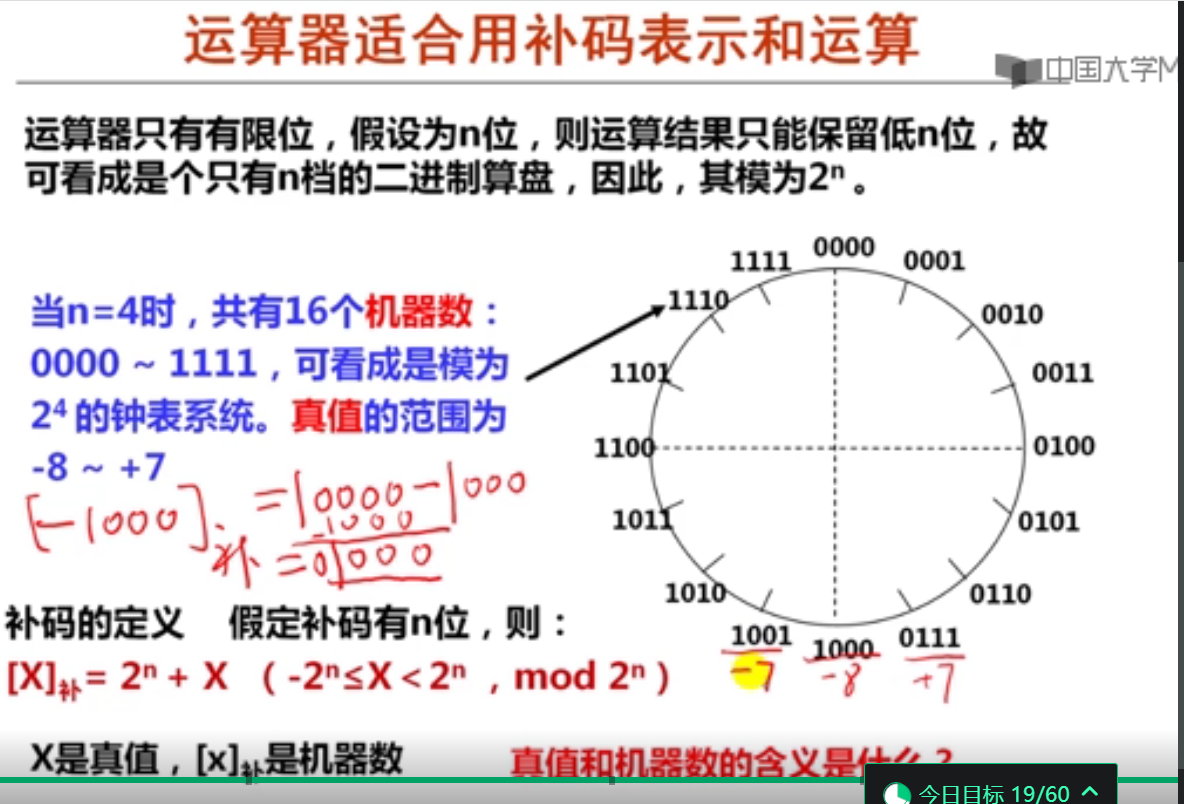 运算器适合用补码表示和运算
中国大学M
运算器只有有限位，假设为n位，则运算结果只能保留低n位，故
可看成是个只有n档的二进制算盘，因此，其模为2ⁿ。
当n=4时，共有16个机器数：
0000 ~ 1111，可看成是模为
2⁴ 的钟表系统。真值的范围为
-8 ~ +7
[-1000]补 =10000-1000
-1000
=01000
0000
0001
0010
0011
0100
0101
0110
0111
+7
1000
-8
1001
-7
1010
1011
1100
1101
1110
1111
补码的定义 假定补码有n位，则：
[X]补= 2ⁿ + X （-2ⁿ≤X＜2ⁿ ，mod 2ⁿ）
X是真值，[x]补是机器数
真值和机器数的含义是什么？
今日目标 19/60